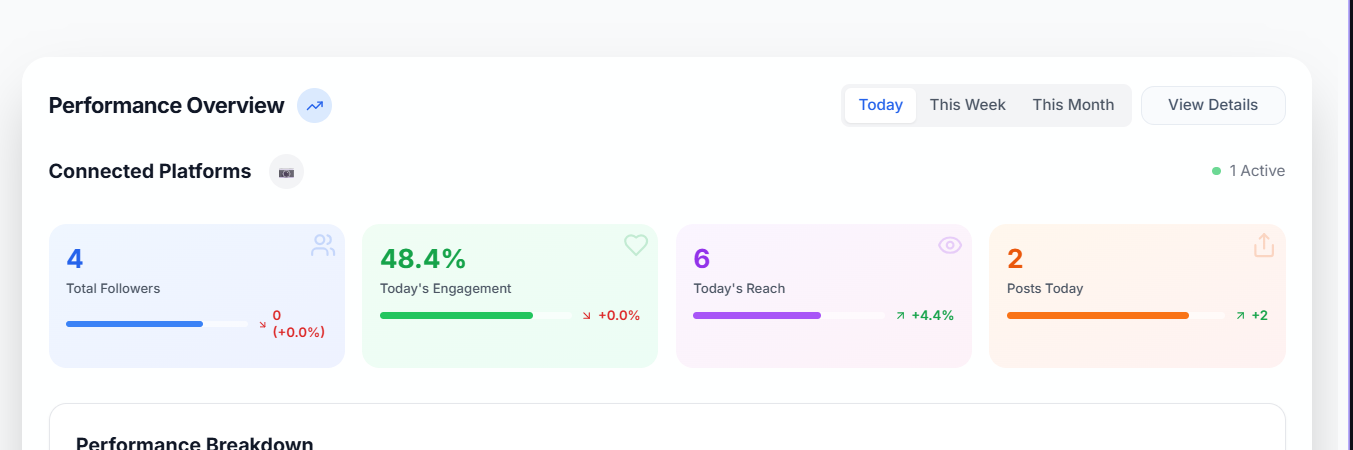 Performance Overview
Today This Week This Month View Details
Connected Platforms
1 Active
4
Total Followers
0
(+0.0%)
48.4%
Today's Engagement
+0.0%
6
Today's Reach
+4.4%
2
Posts Today
+2
Performance Breakdown